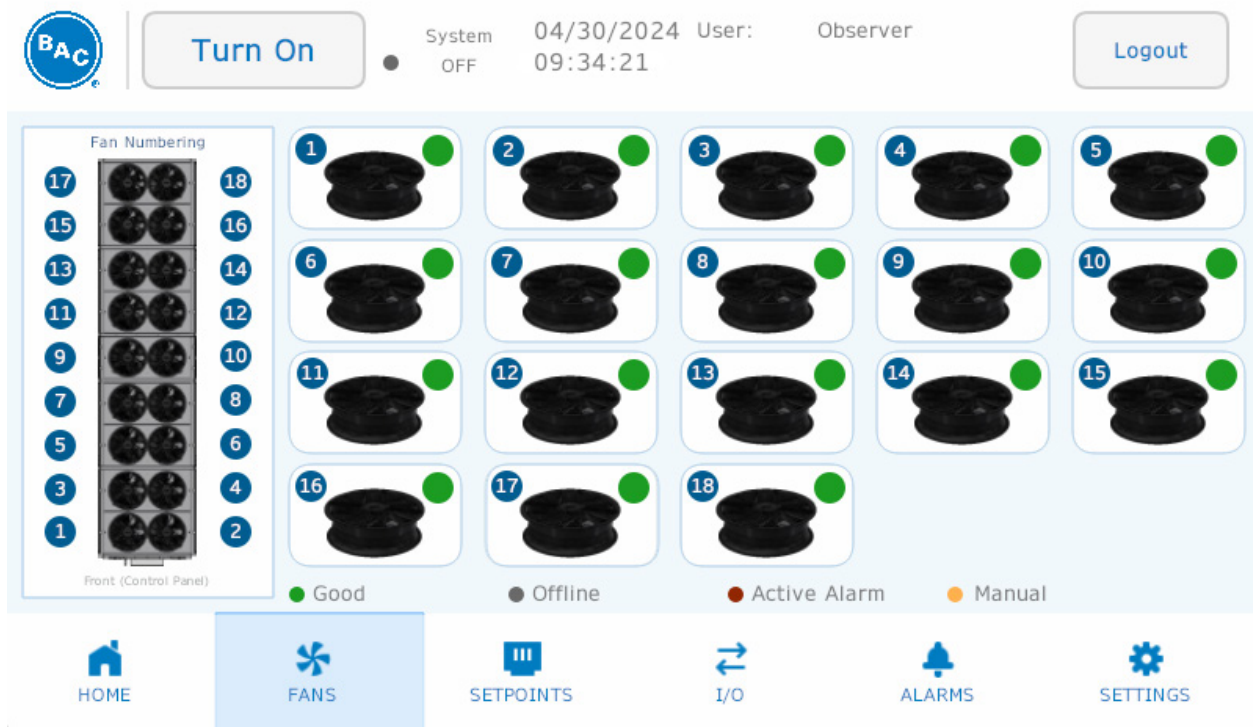 BAC
®
Turn On
System
OFF
04/30/2024
09:34:21
User:
Observer
Logout
Fan Numbering
17 18
15 16
13 14
11 12
9 10
7 8
5 6
3 4
1 2
Front (Control Panel)
1 2 3 4 5
6 7 8 9 10
11 12 13 14 15
16 17 18
Good Offline Active Alarm Manual
HOME FANS SETPOINTS I/O ALARMS SETTINGS